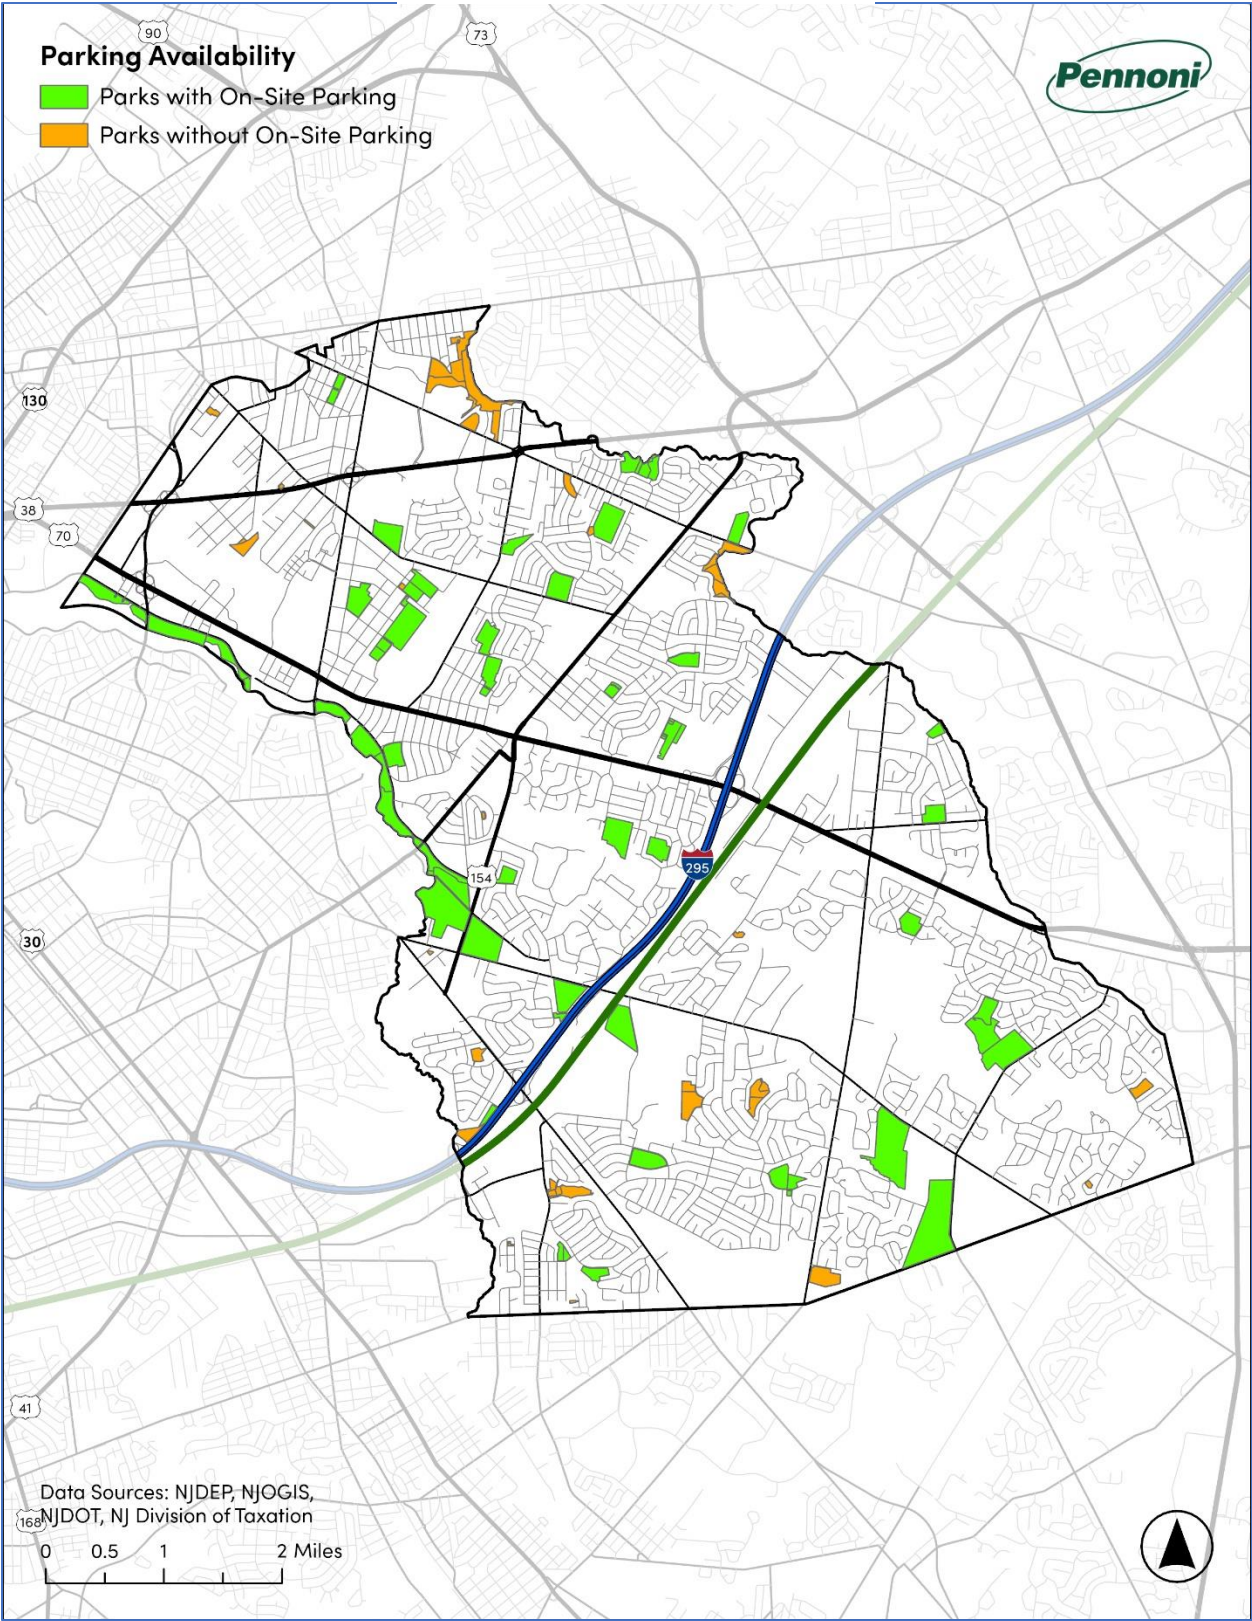 90
73
Parking Availability
Pennoni
Parks with On-Site Parking
Parks without On-Site Parking
130
38
70
295
154
30
41
Data Sources: NJDEP, NJOGIS,
168
NJDOT, NJ Division of Taxation
0 0.5 1 2 Miles